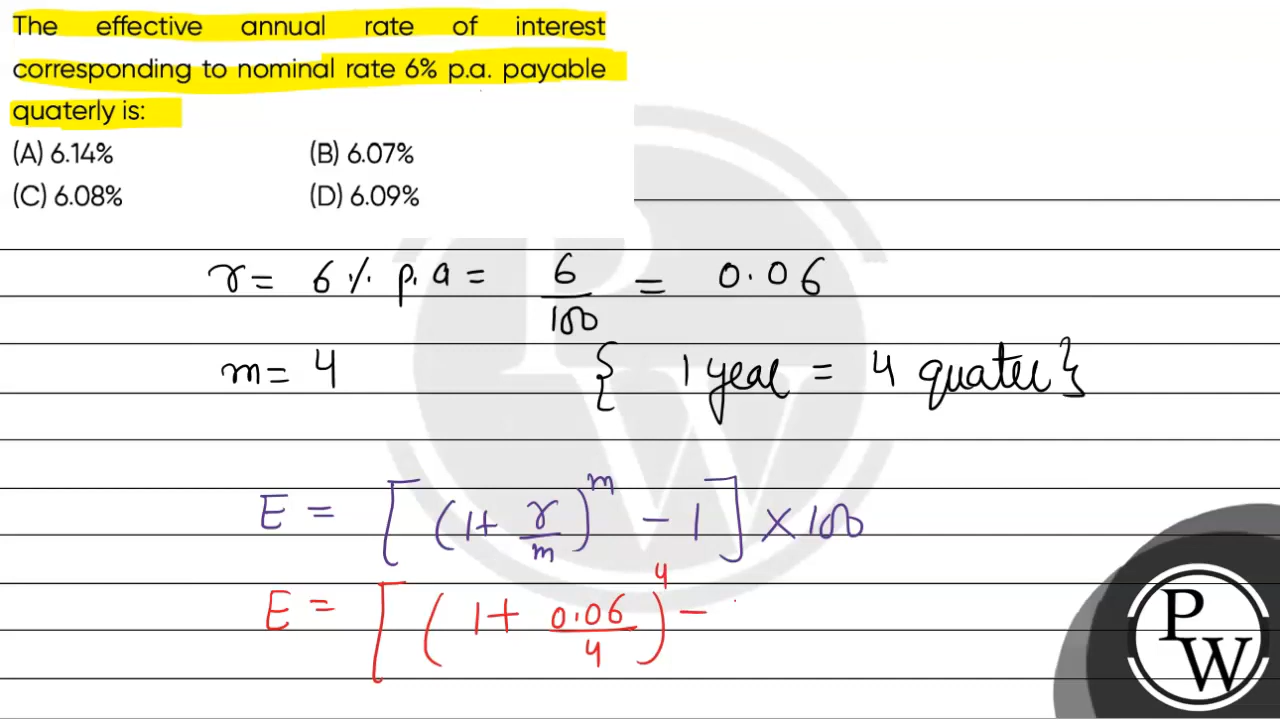 The effective annual rate of interest
corresponding to nominal rate 6% p.a. payable
quaterly is:
(A) 6.14% (B) 6.07%
(C) 6.08% (D) 6.09%
r = 6 % p.a = 6/100 = 0.06
m = 4 { 1 year = 4 quater }
E = [ (1 + r/m)^m - 1 ] × 100
E = [ ( 1 + 0.06/4 )^4 -
PW
PW